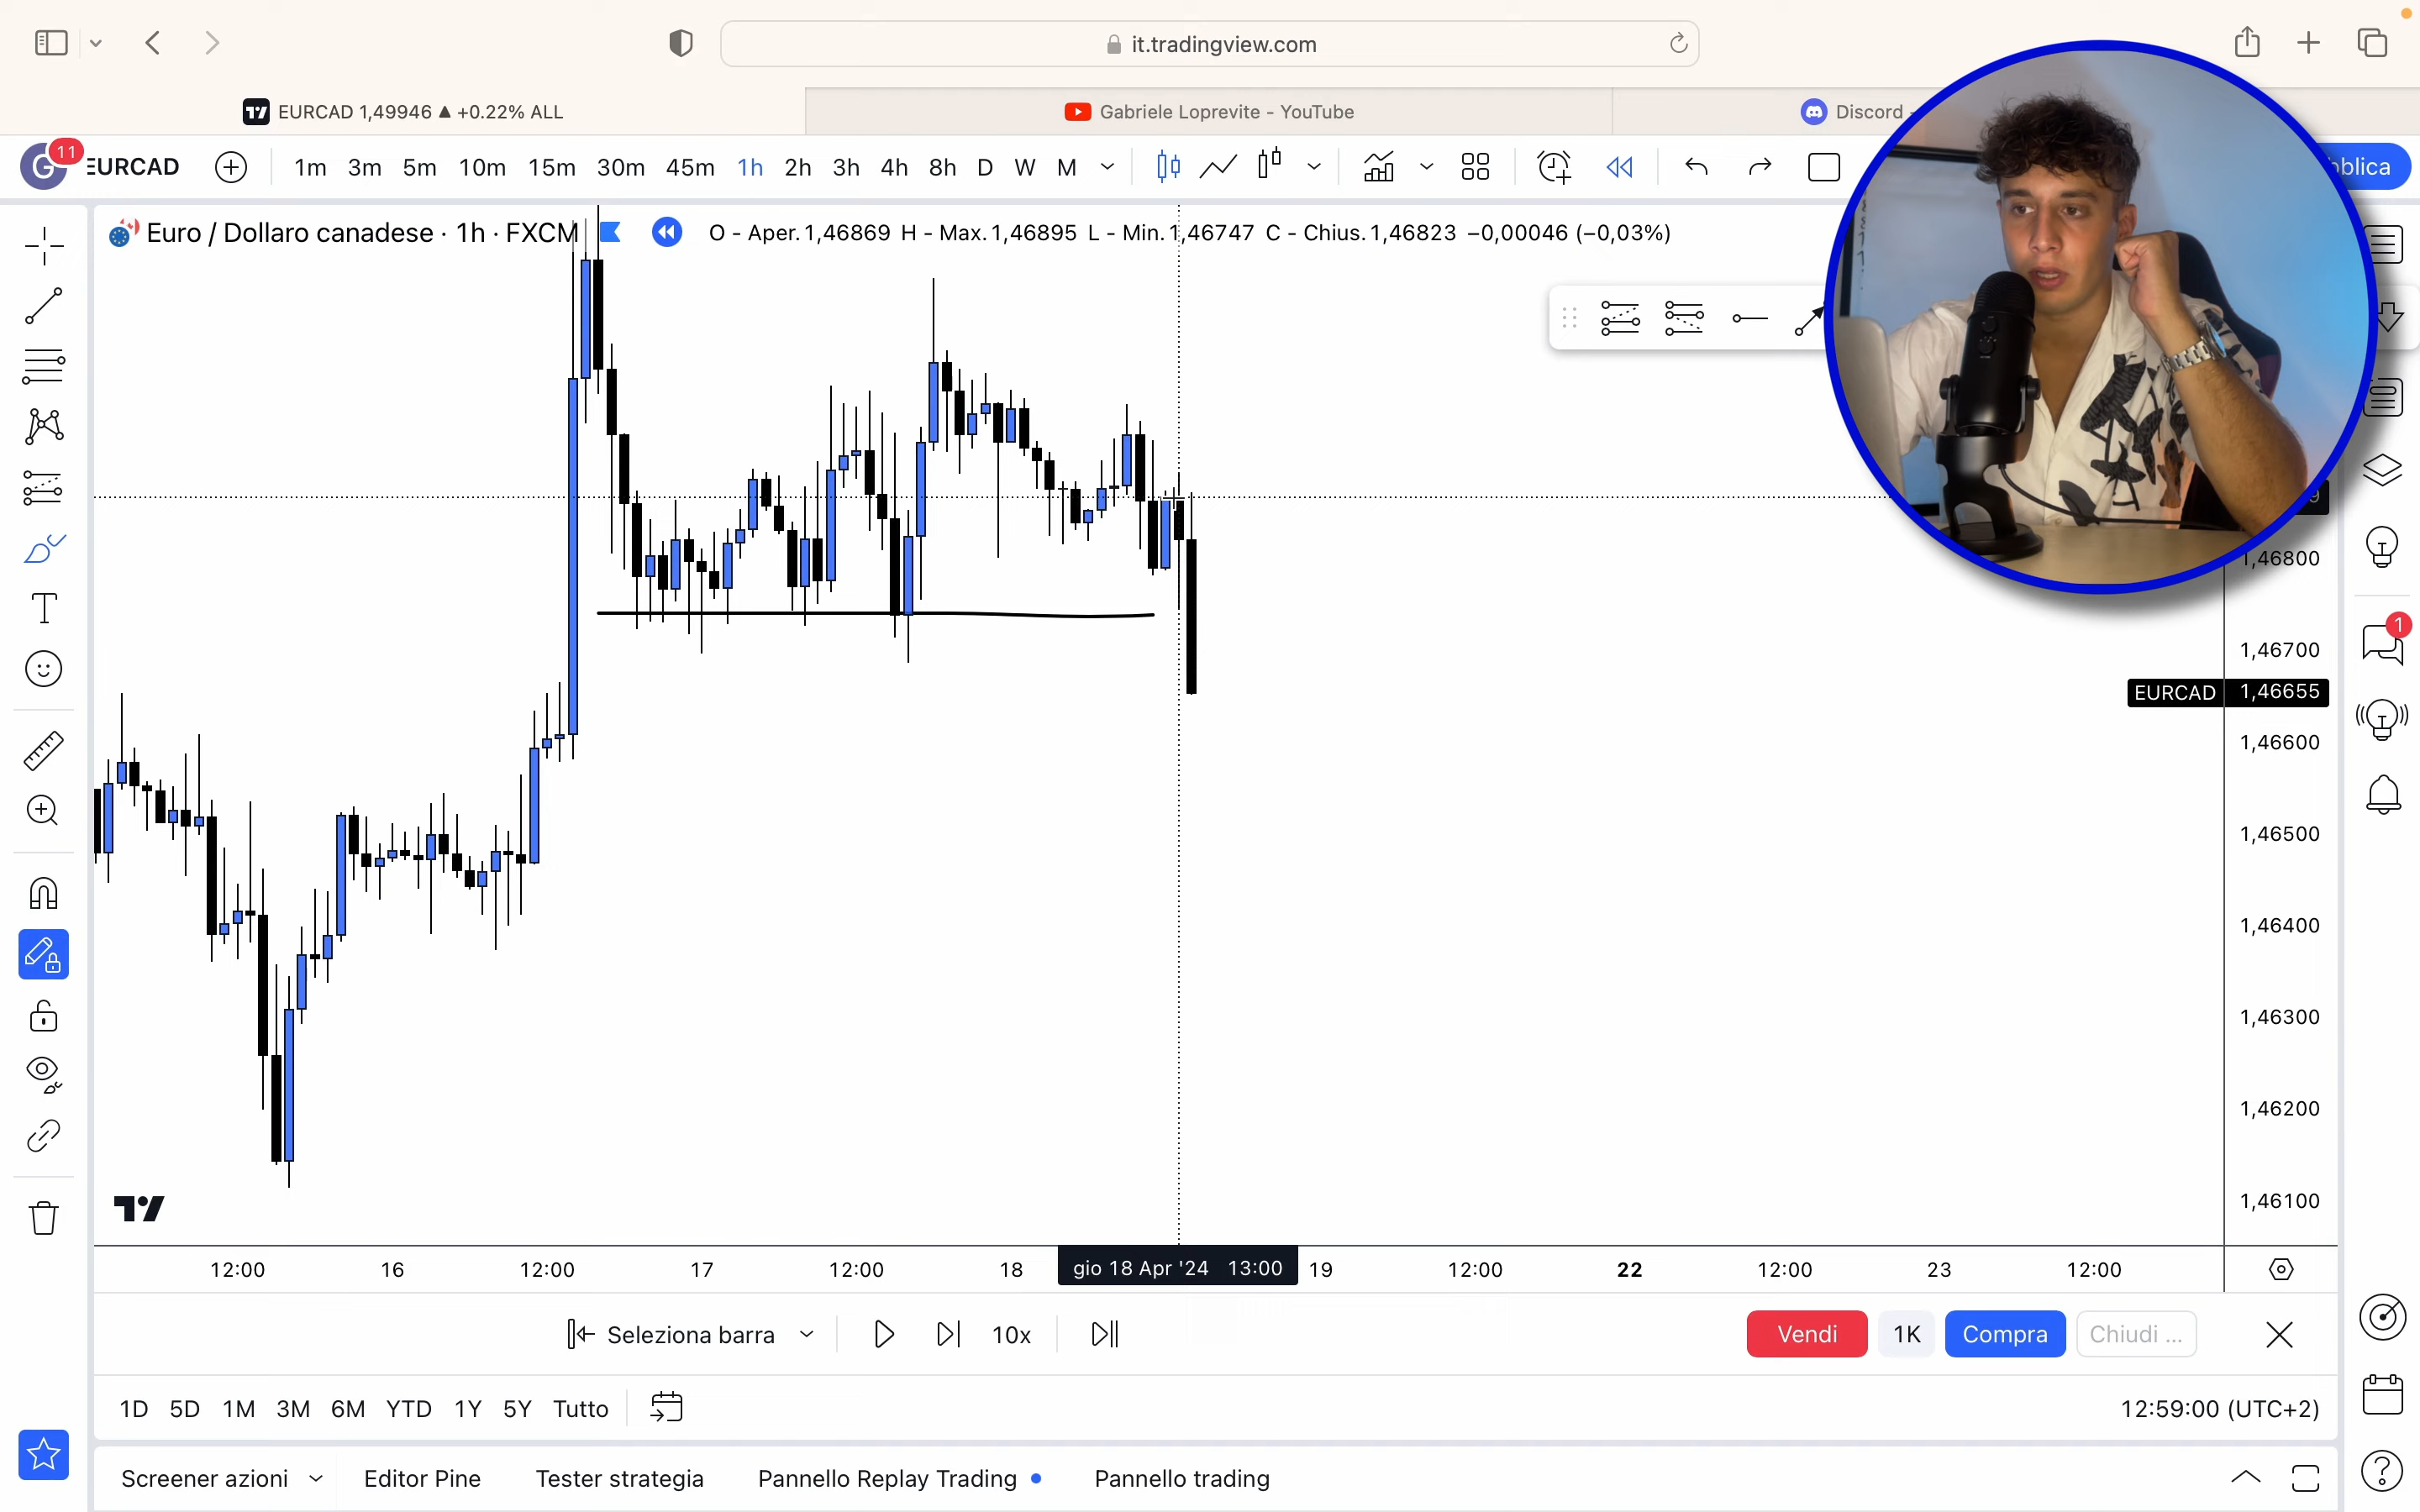 it.tradingview.com
EURCAD 1,49946 ▲ +0.22% ALL
Gabriele Loprevite - YouTube
Discord
G
11
EURCAD
1m 3m 5m 10m 15m 30m 45m 1h 2h 3h 4h 8h D W M
Euro / Dollaro canadese · 1h · FXCM
O - Aper. 1,46869 H - Max. 1,46895 L - Min. 1,46747 C - Chius. 1,46823 −0,00046 (−0,03%)
1,46800
1
1,46700
EURCAD 1,46655
1,46600
1,46500
1,46400
1,46300
1,46200
1,46100
12:00 16 12:00 17 12:00 18 gio 18 Apr '24 13:00 19 12:00 22 12:00 23 12:00
Seleziona barra 10x Vendi 1K Compra Chiudi ...
1D 5D 1M 3M 6M YTD 1Y 5Y Tutto 12:59:00 (UTC+2)
Screener azioni Editor Pine Tester strategia Pannello Replay Trading Pannello trading